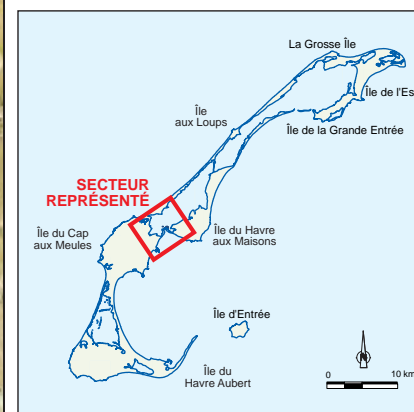 La Grosse Île
Île de l'Es
Île
aux Loups
Île de la Grande Entrée
SECTEUR
REPRÉSENTÉ
Île du Cap
aux Meules
Île du Havre
aux Maisons
Île d'Entrée
Île du
Havre Aubert
N
0 10 km